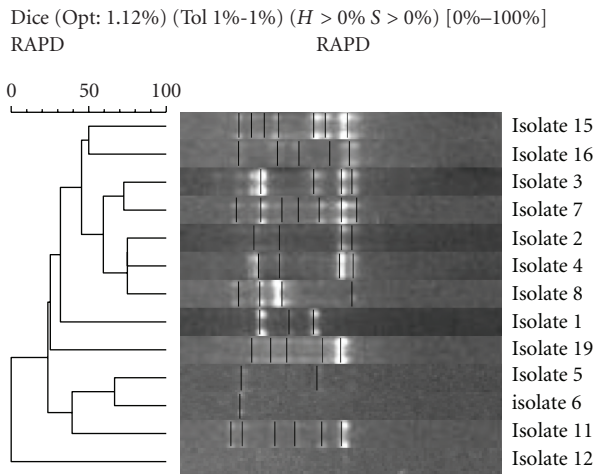 Dice (Opt: 1.12%) (Tol 1%-1%) (H > 0% S > 0%) [0%–100%]
RAPD RAPD
0 50 100
Isolate 15
Isolate 16
Isolate 3
Isolate 7
Isolate 2
Isolate 4
Isolate 8
Isolate 1
Isolate 19
Isolate 5
isolate 6
Isolate 11
Isolate 12